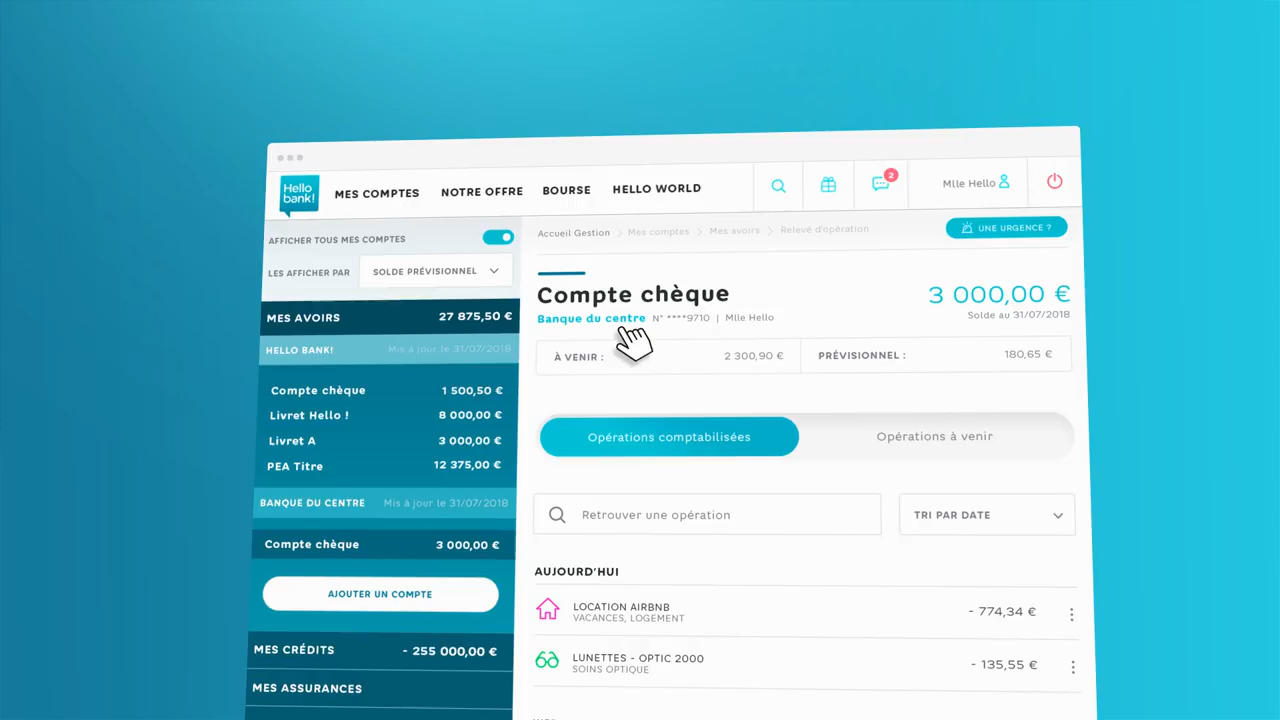 Hello
bank!
MES COMPTES
NOTRE OFFRE
BOURSE
HELLO WORLD
2
Mlle Hello
AFFICHER TOUS MES COMPTES
LES AFFICHER PAR
SOLDE PRÉVISIONNEL
MES AVOIRS 27 875,50 €
HELLO BANK! Mis à jour le 31/07/2018
Compte chèque 1 500,50 €
Livret Hello ! 8 000,00 €
Livret A 3 000,00 €
PEA Titre 12 375,00 €
BANQUE DU CENTRE Mis à jour le 31/07/2018
Compte chèque 3 000,00 €
AJOUTER UN COMPTE
MES CRÉDITS - 255 000,00 €
MES ASSURANCES
Accueil Gestion Mes comptes Mes avoirs Relevé d'opération
UNE URGENCE ?
Compte chèque
3 000,00 €
Banque du centre N° ****9710 | Mlle Hello
Solde au 31/07/2018
À VENIR : 2 300,90 €
PRÉVISIONNEL : 180,65 €
Opérations comptabilisées
Opérations à venir
Retrouver une opération
TRI PAR DATE
AUJOURD'HUI
LOCATION AIRBNB - 774,34 €
VACANCES, LOGEMENT
LUNETTES - OPTIC 2000 - 135,55 €
SOINS OPTIQUE